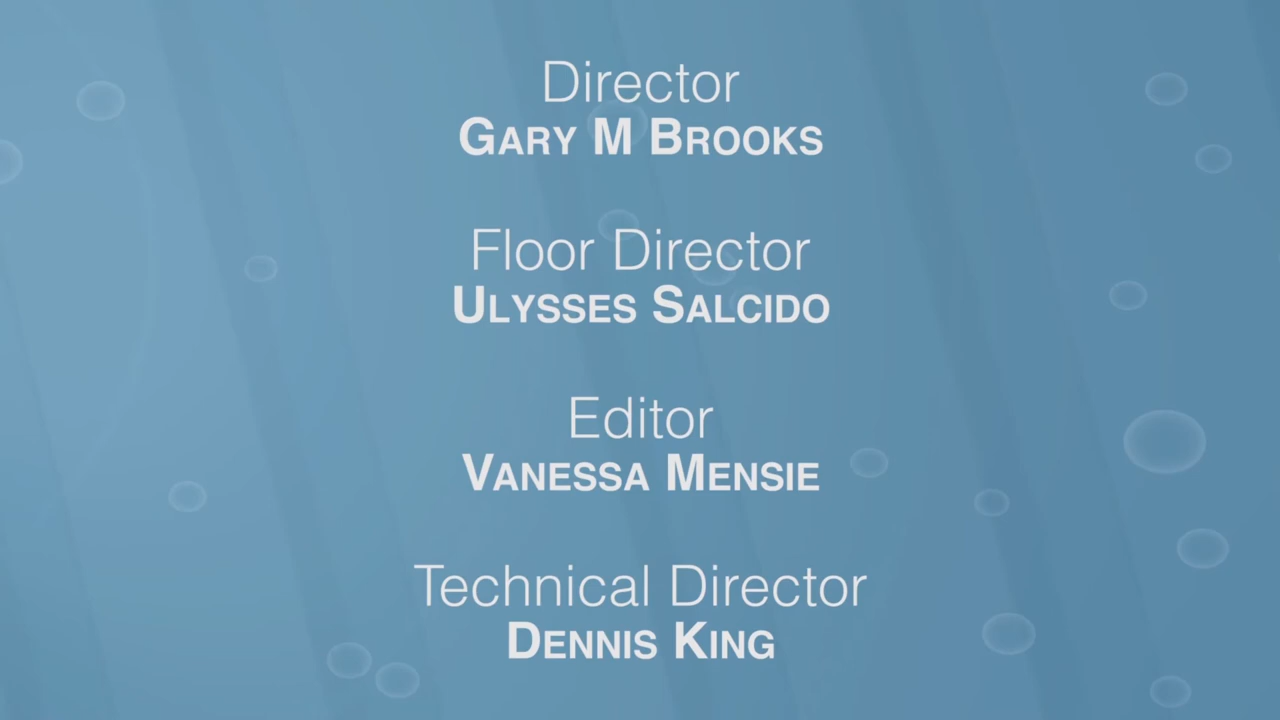 Director
GARY M BROOKS
Floor Director
ULYSSES SALCIDO
Editor
VANESSA MENSIE
Technical Director
DENNIS KING